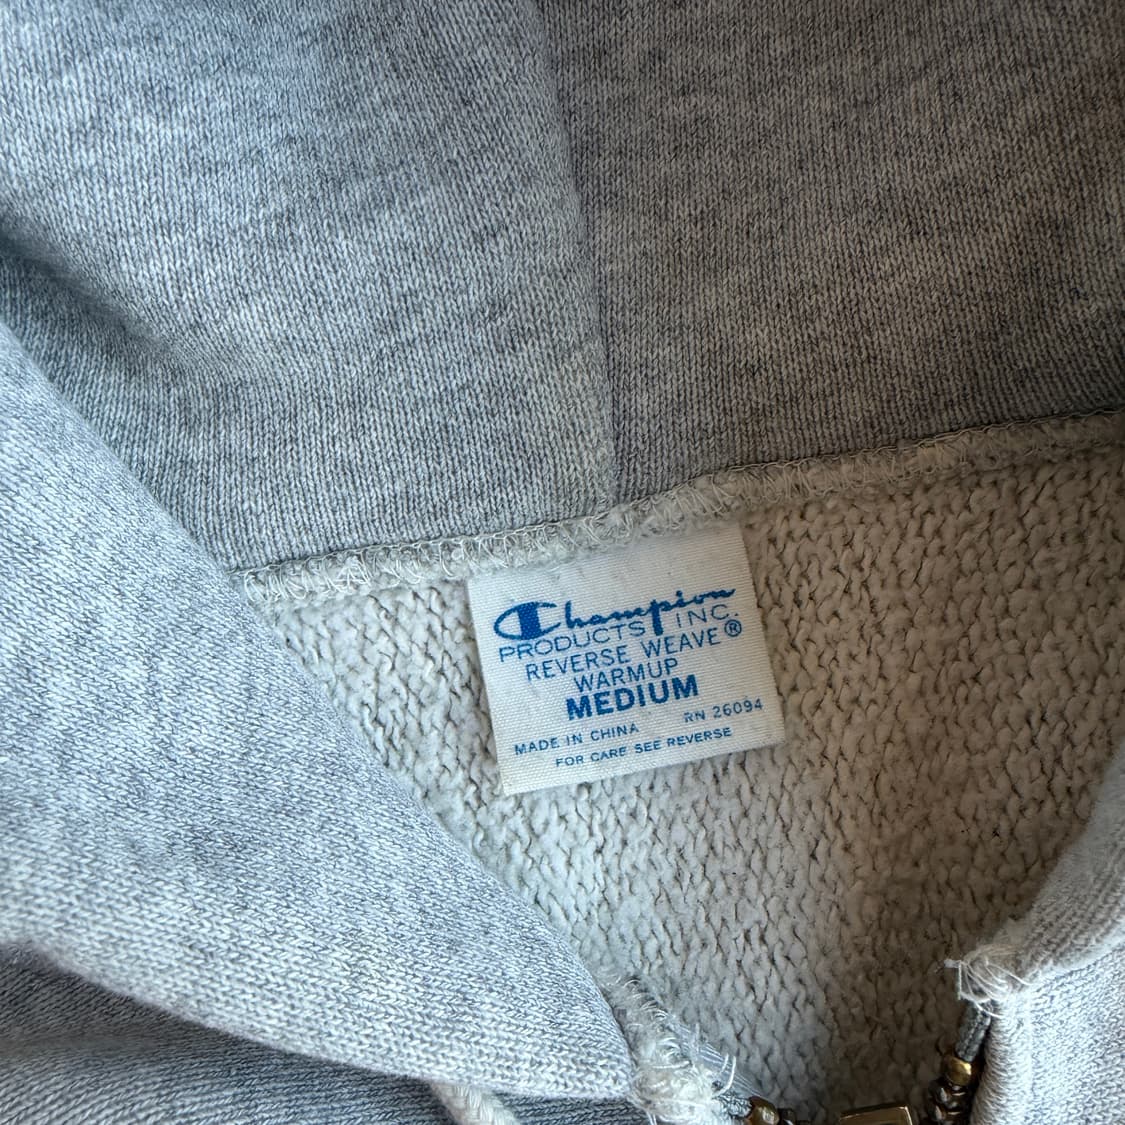 Champion
PRODUCTS INC.
REVERSE WEAVE®
WARMUP
MEDIUM
MADE IN CHINA RN 26094
FOR CARE SEE REVERSE